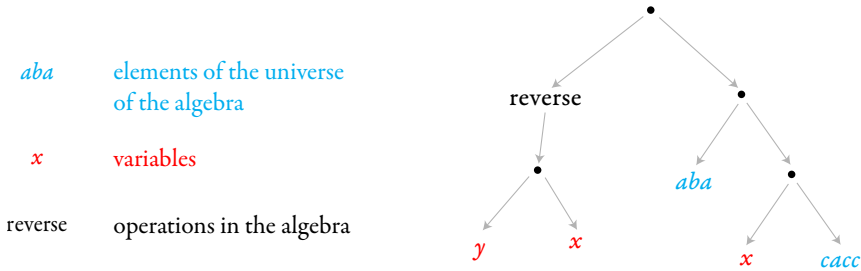 aba elements of the universe
of the algebra
x variables
reverse operations in the algebra
reverse
aba
y x x cacc